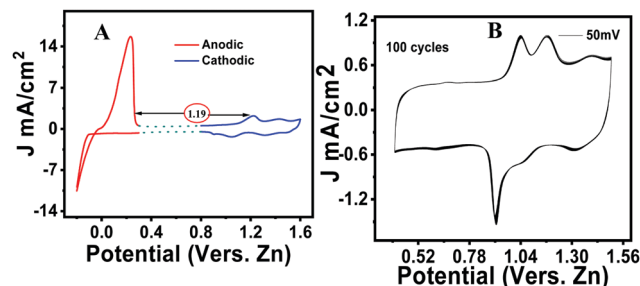 A
Anodic
Cathodic
1.19
J mA/cm²
14
7
0
-7
-14
0.0 0.4 0.8 1.2 1.6
Potential (Vers. Zn)
B
100 cycles
50mV
J mA/cm2
1.2
0.6
0.0
-0.6
-1.2
0.52 0.78 1.04 1.30 1.56
Potential (Vers. Zn)